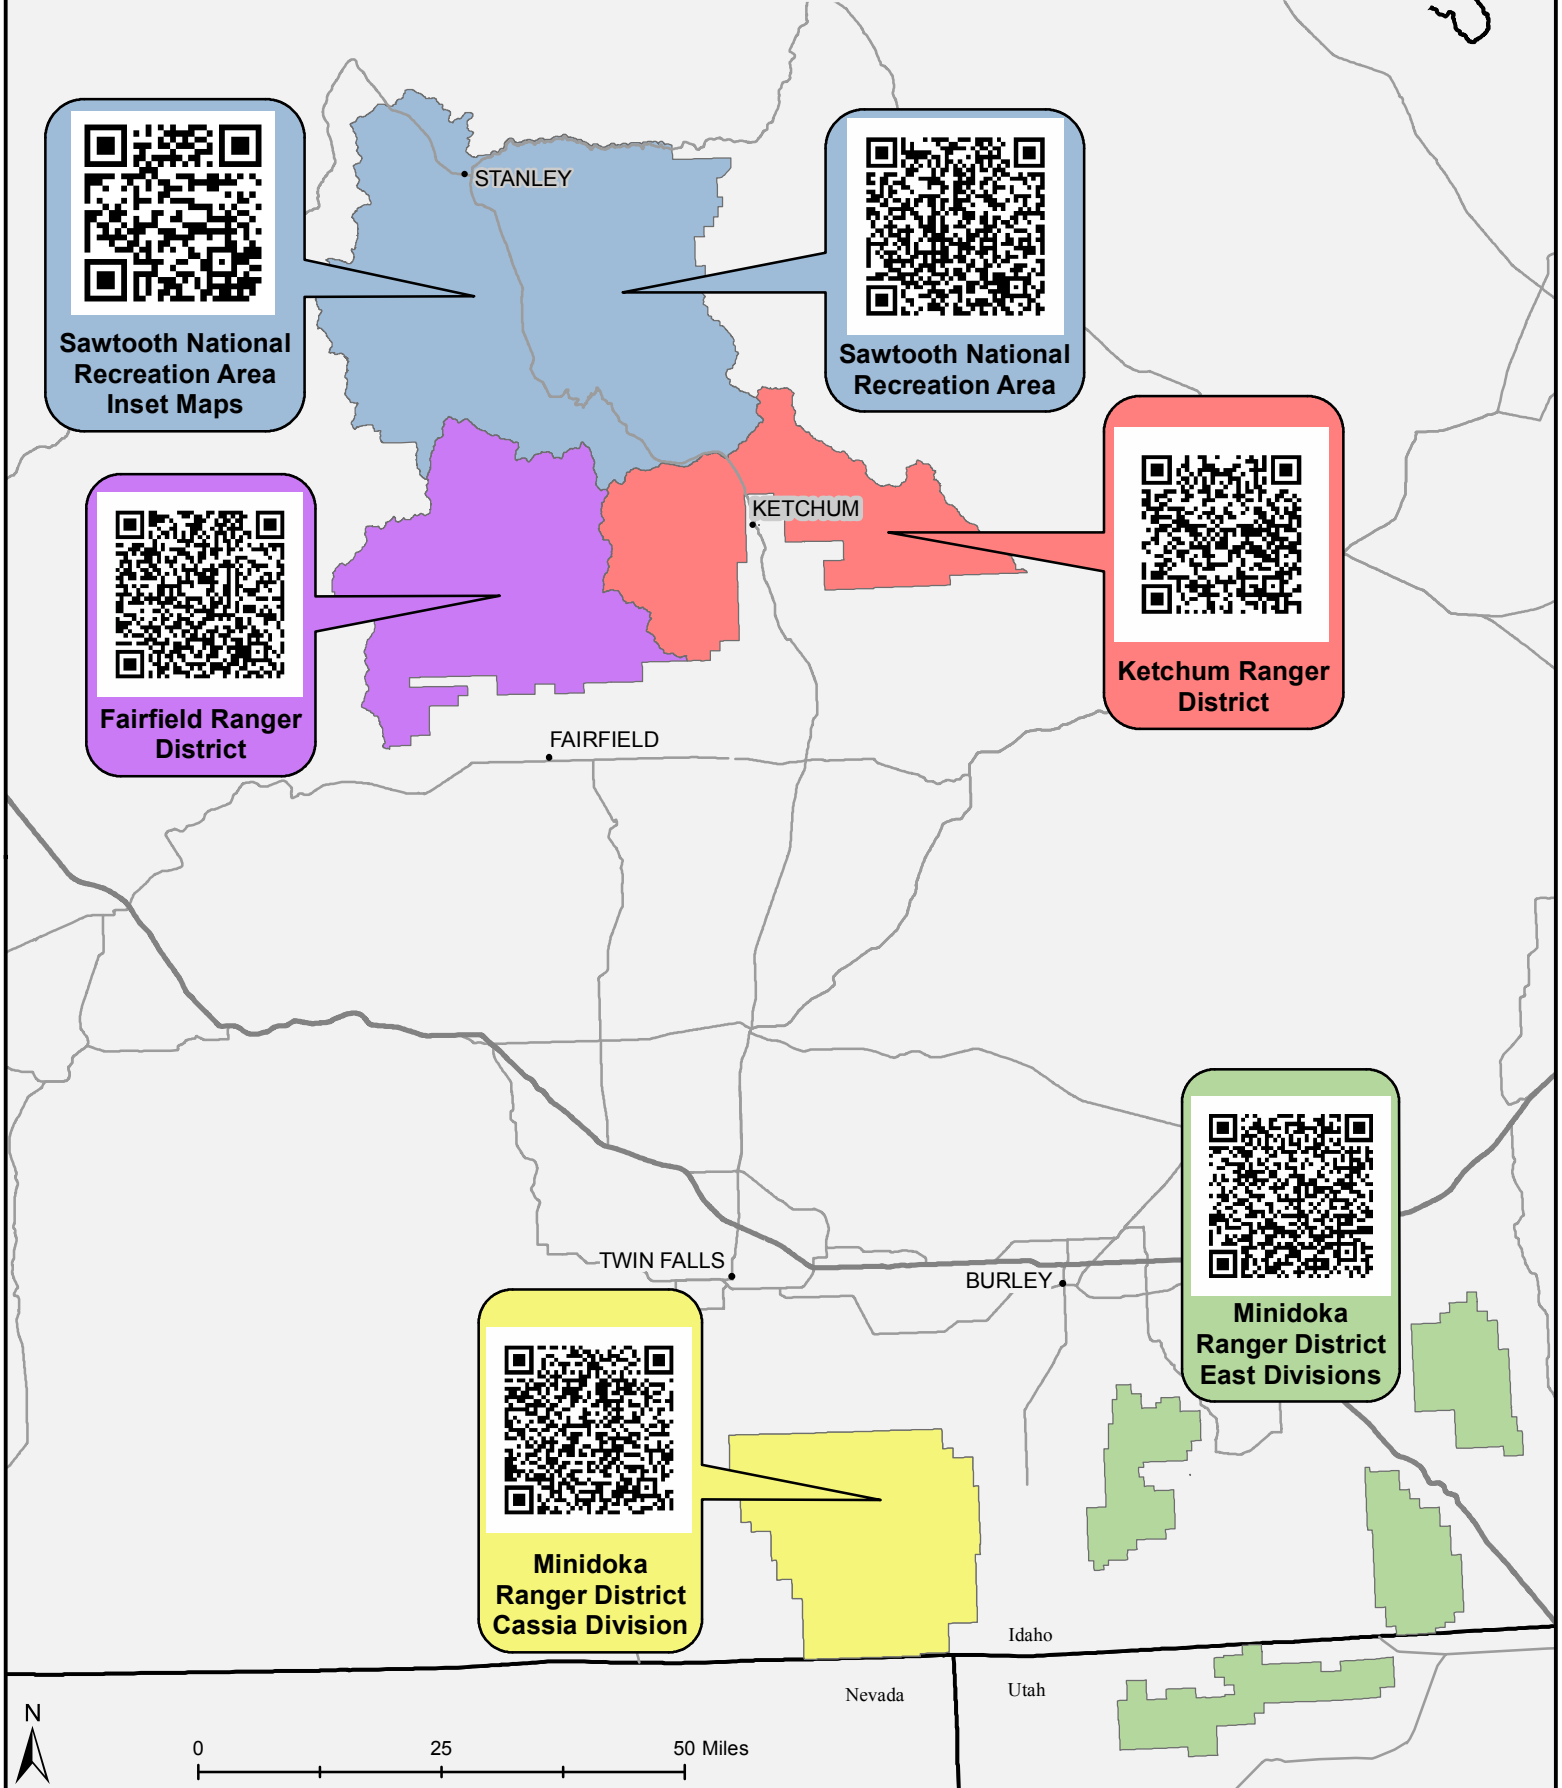 STANLEY
Sawtooth National
Recreation Area
Inset Maps
Sawtooth National
Recreation Area
KETCHUM
Ketchum Ranger
District
Fairfield Ranger
District
FAIRFIELD
TWIN FALLS
BURLEY
Minidoka
Ranger District
East Divisions
Minidoka
Ranger District
Cassia Division
Idaho
Nevada
Utah
N
0 25 50 Miles